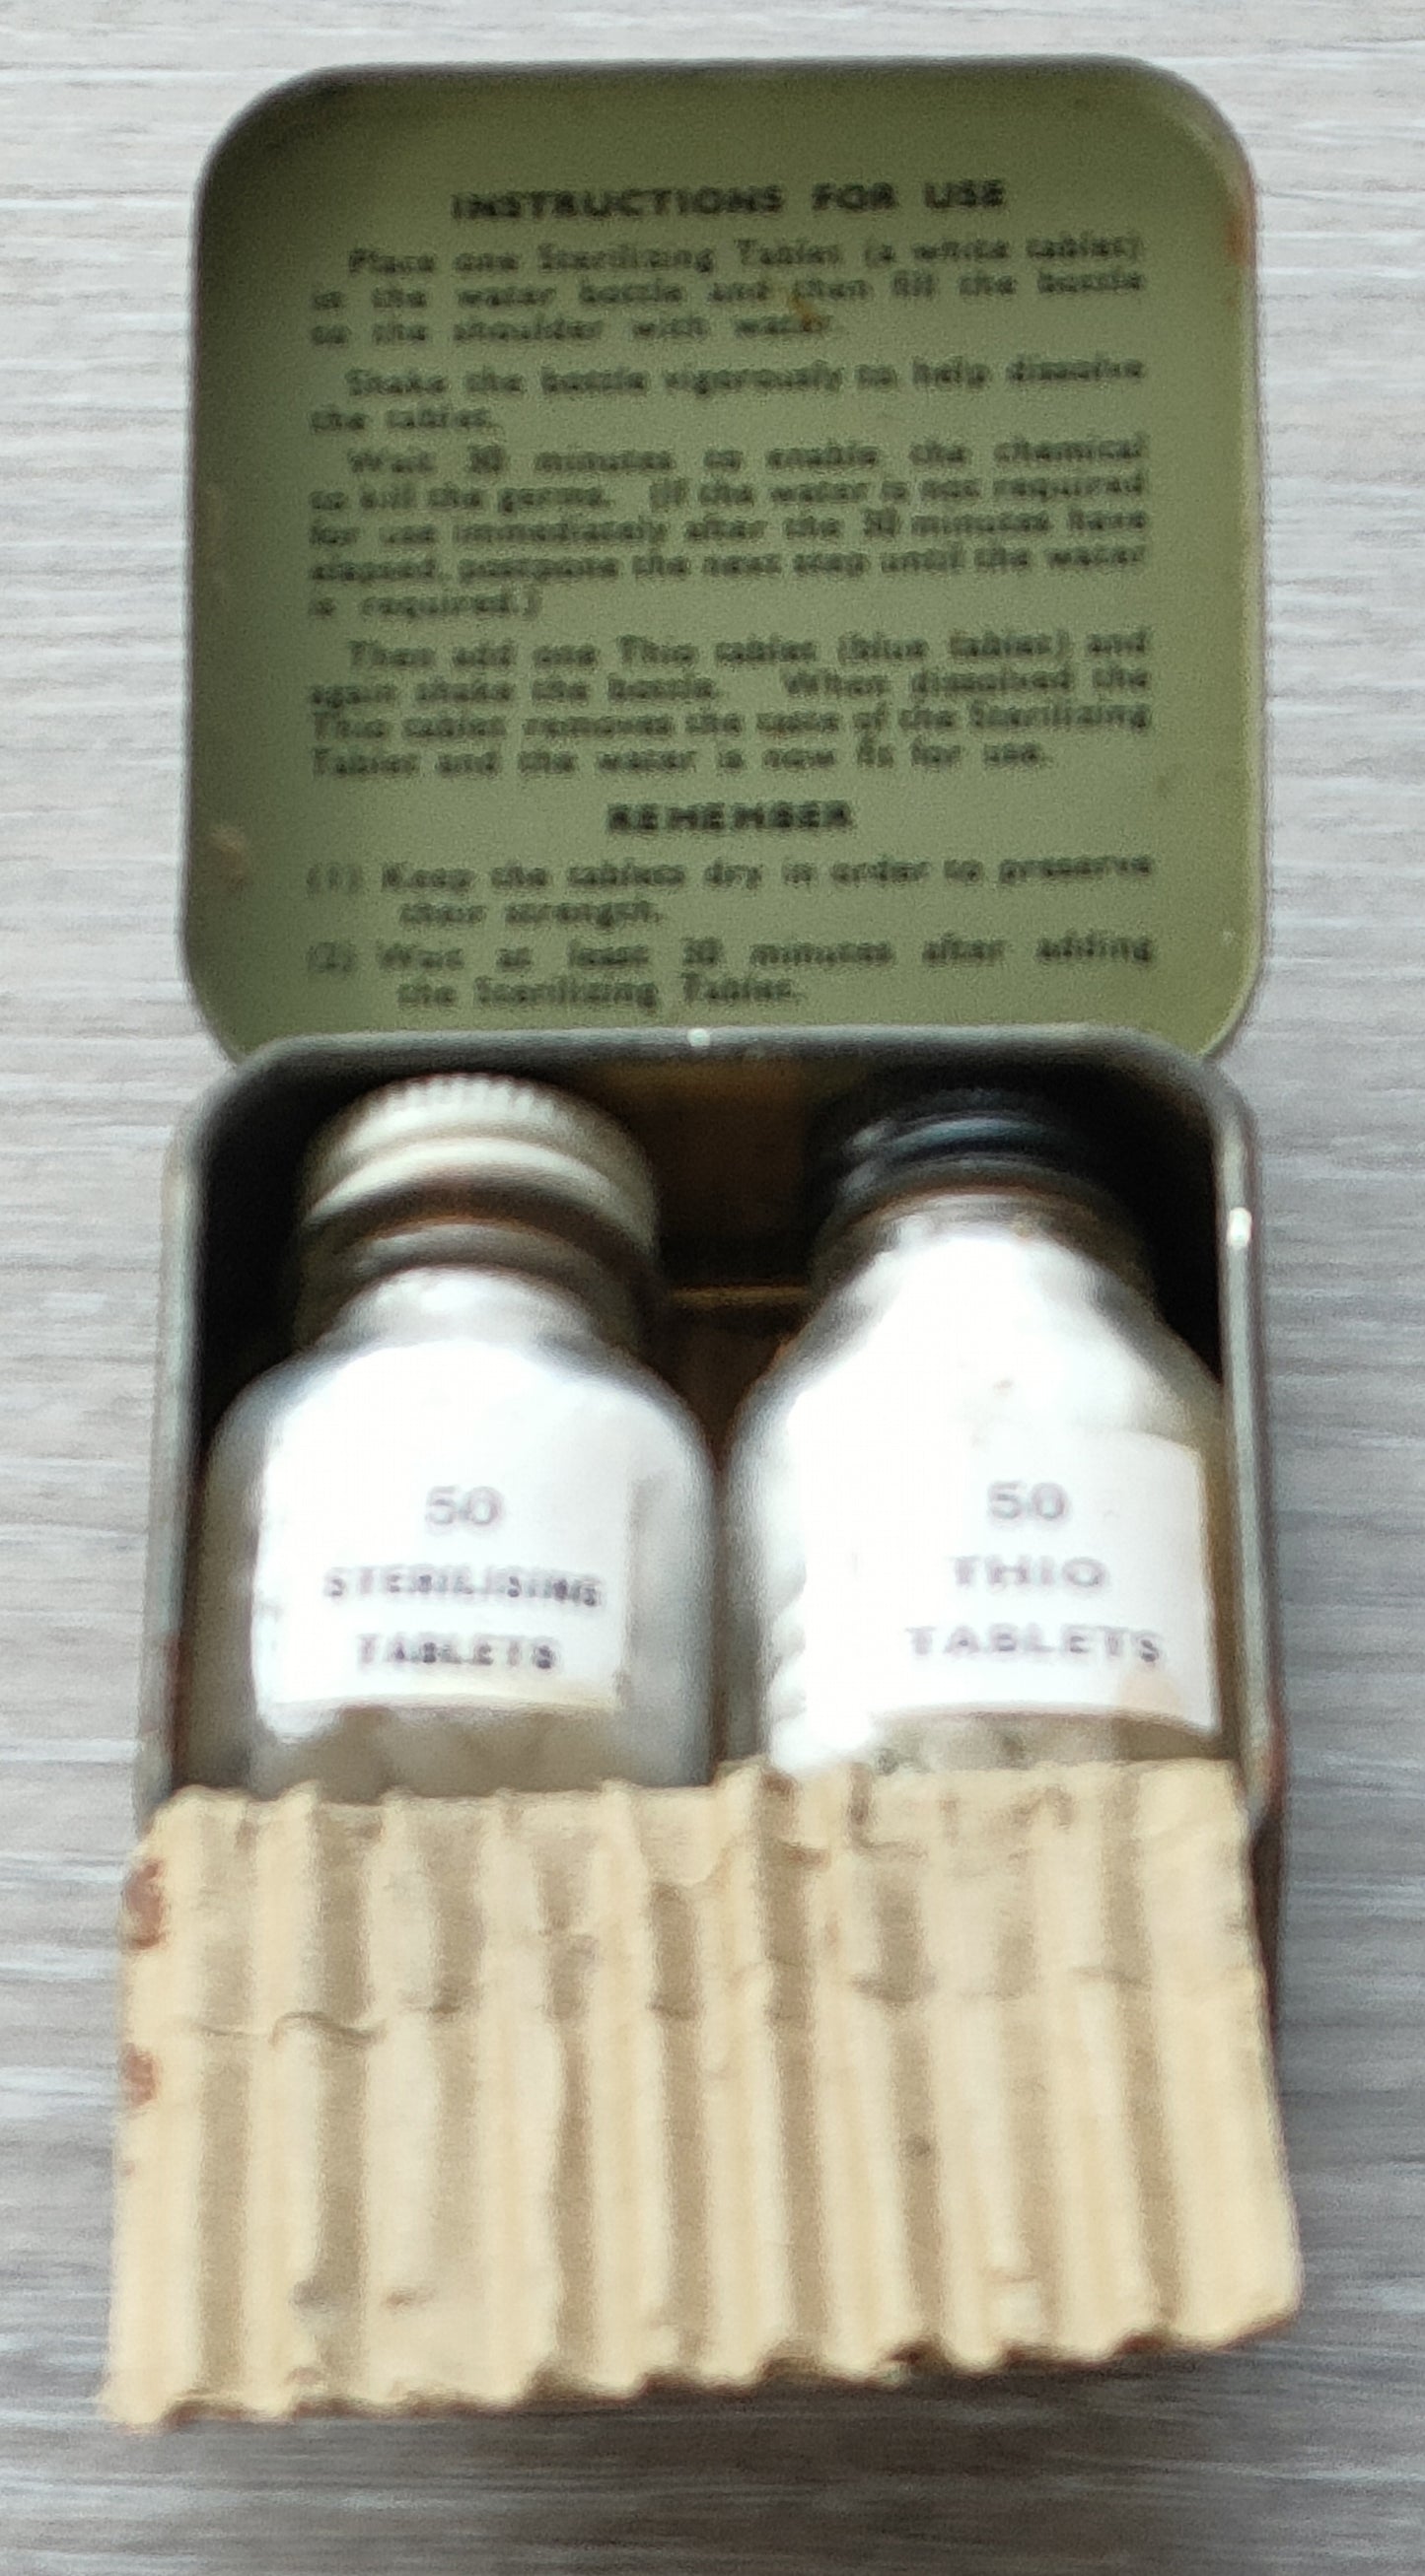 INSTRUCTIONS FOR USE
Place one Sterilizing Tablet (a white tablet)
in the water bottle and then fill the bottle
to the shoulder with water.
Shake the bottle vigorously to help dissolve
the tablet.
Wait 30 minutes to enable the chemical
to kill the germs. (If the water is not required
for use immediately after the 30 minutes have
elapsed, postpone the next step until the water
is required.)
Then add one Thio tablet (blue tablet) and
again shake the bottle. When dissolved the
Thio tablet removes the taste of the Sterilizing
Tablet and the water is now fit for use.
REMEMBER
(1) Keep the tablets dry in order to preserve
their strength.
(2) Wait at least 30 minutes after adding
the Sterilizing Tablet.
50
STERILISING
TABLETS
50
THIO
TABLETS